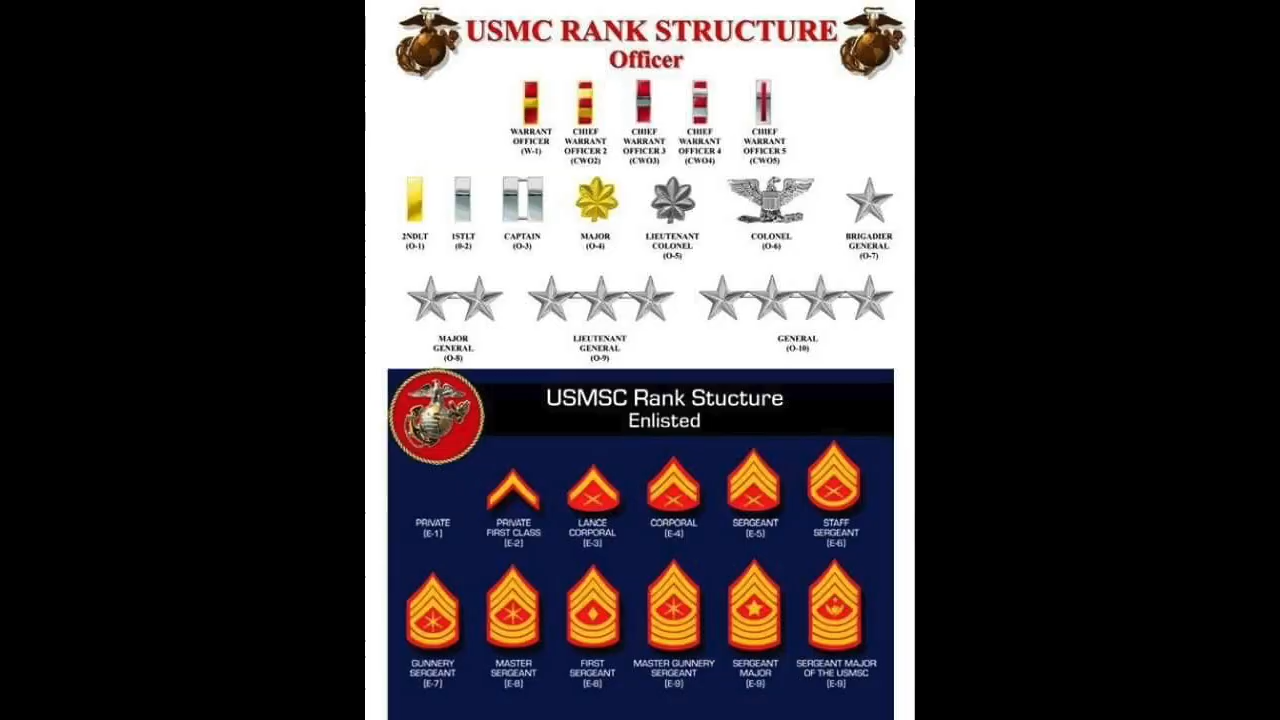 USMC RANK STRUCTURE
Officer
WARRANT OFFICER (W-1)
CHIEF WARRANT OFFICER 2 (CWO2)
CHIEF WARRANT OFFICER 3 (CWO3)
CHIEF WARRANT OFFICER 4 (CWO4)
CHIEF WARRANT OFFICER 5 (CWO5)
2NDLT (O-1)
1STLT (0-2)
CAPTAIN (O-3)
MAJOR (O-4)
LIEUTENANT COLONEL (O-5)
COLONEL (O-6)
BRIGADIER GENERAL (O-7)
MAJOR GENERAL (O-8)
LIEUTENANT GENERAL (O-9)
GENERAL (O-10)
USMSC Rank Stucture
Enlisted
PRIVATE [E-1]
PRIVATE FIRST CLASS [E-2]
LANCE CORPORAL [E-3]
CORPORAL [E-4]
SERGEANT [E-5]
STAFF SERGEANT [E-6]
GUNNERY SERGEANT [E-7]
MASTER SERGEANT [E-8]
FIRST SERGEANT [E-8]
MASTER GUNNERY SERGEANT [E-9]
SERGEANT MAJOR [E-9]
SERGEANT MAJOR OF THE USMSC [E-9]